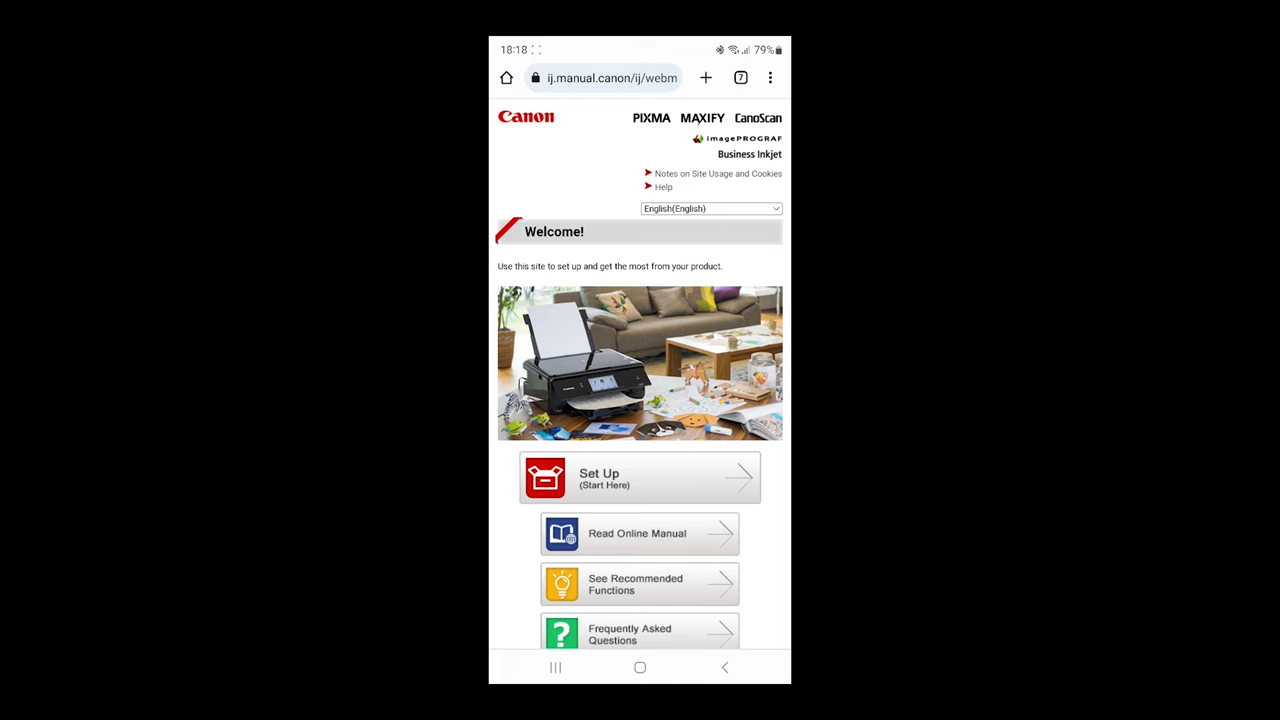 18:18
79%
ij.manual.canon/ij/webm
7
Canon
PIXMA MAXIFY CanoScan
imagePROGRAF
Business Inkjet
Notes on Site Usage and Cookies
Help
English(English)
Welcome!
Use this site to set up and get the most from your product.
Set Up
(Start Here)
Read Online Manual
See Recommended
Functions
?
Frequently Asked
Questions